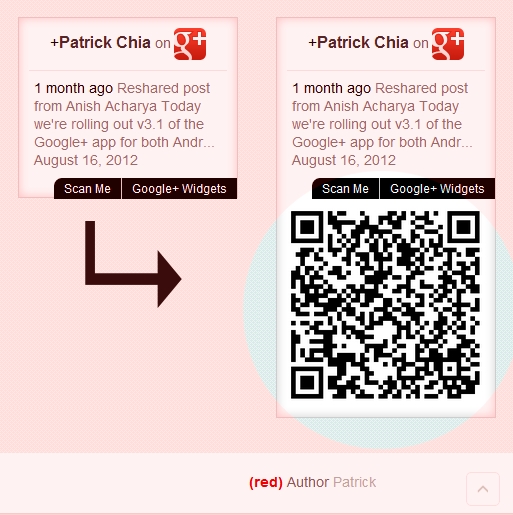 +Patrick Chia on g+
1 month ago Reshared post
from Anish Acharya Today
we're rolling out v3.1 of the
Google+ app for both Andr...
August 16, 2012
Scan Me Google+ Widgets
+Patrick Chia on g+
1 month ago Reshared post
from Anish Acharya Today
we're rolling out v3.1 of the
Google+ app for both Andr...
August 16, 2012
Scan Me Google+ Widgets
(red) Author Patrick